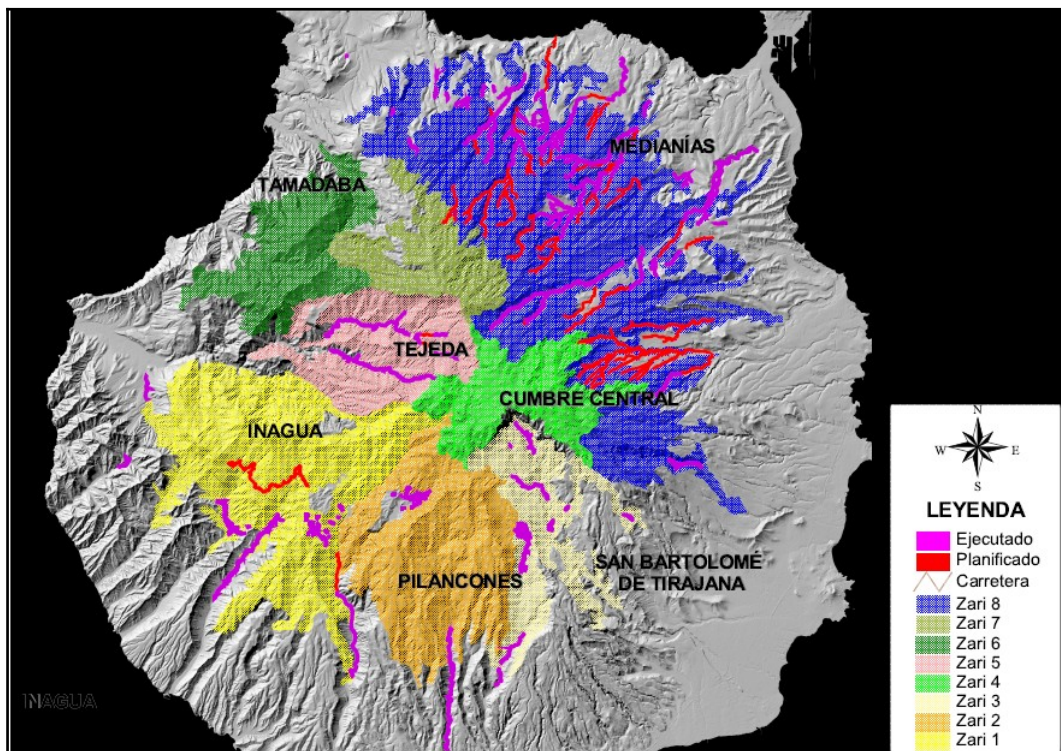 MEDIANÍAS
TAMADABA
TEJEDA
CUMBRE CENTRAL
INAGUA
PILANCONES
SAN BARTOLOMÉ
DE TIRAJANA
INAGUA
N
W E
S
LEYENDA
Ejecutado
Planificado
Carretera
Zari 8
Zari 7
Zari 6
Zari 5
Zari 4
Zari 3
Zari 2
Zari 1